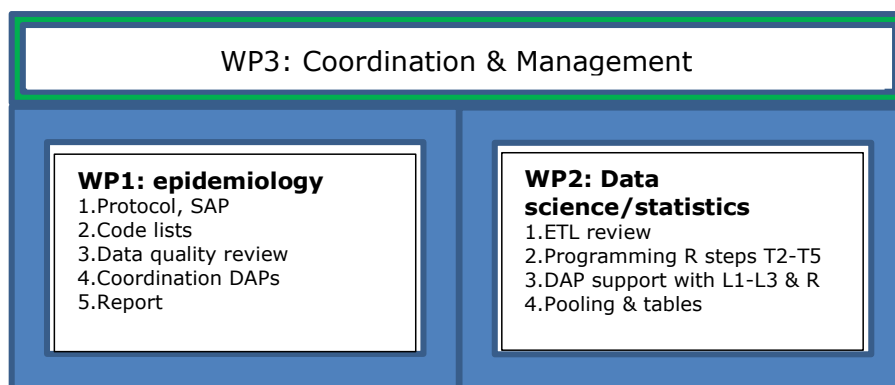 WP3: Coordination & Management
WP1: epidemiology
1.Protocol, SAP
2.Code lists
3.Data quality review
4.Coordination DAPs
5.Report
WP2: Data
science/statistics
1.ETL review
2.Programming R steps T2-T5
3.DAP support with L1-L3 & R
4.Pooling & tables